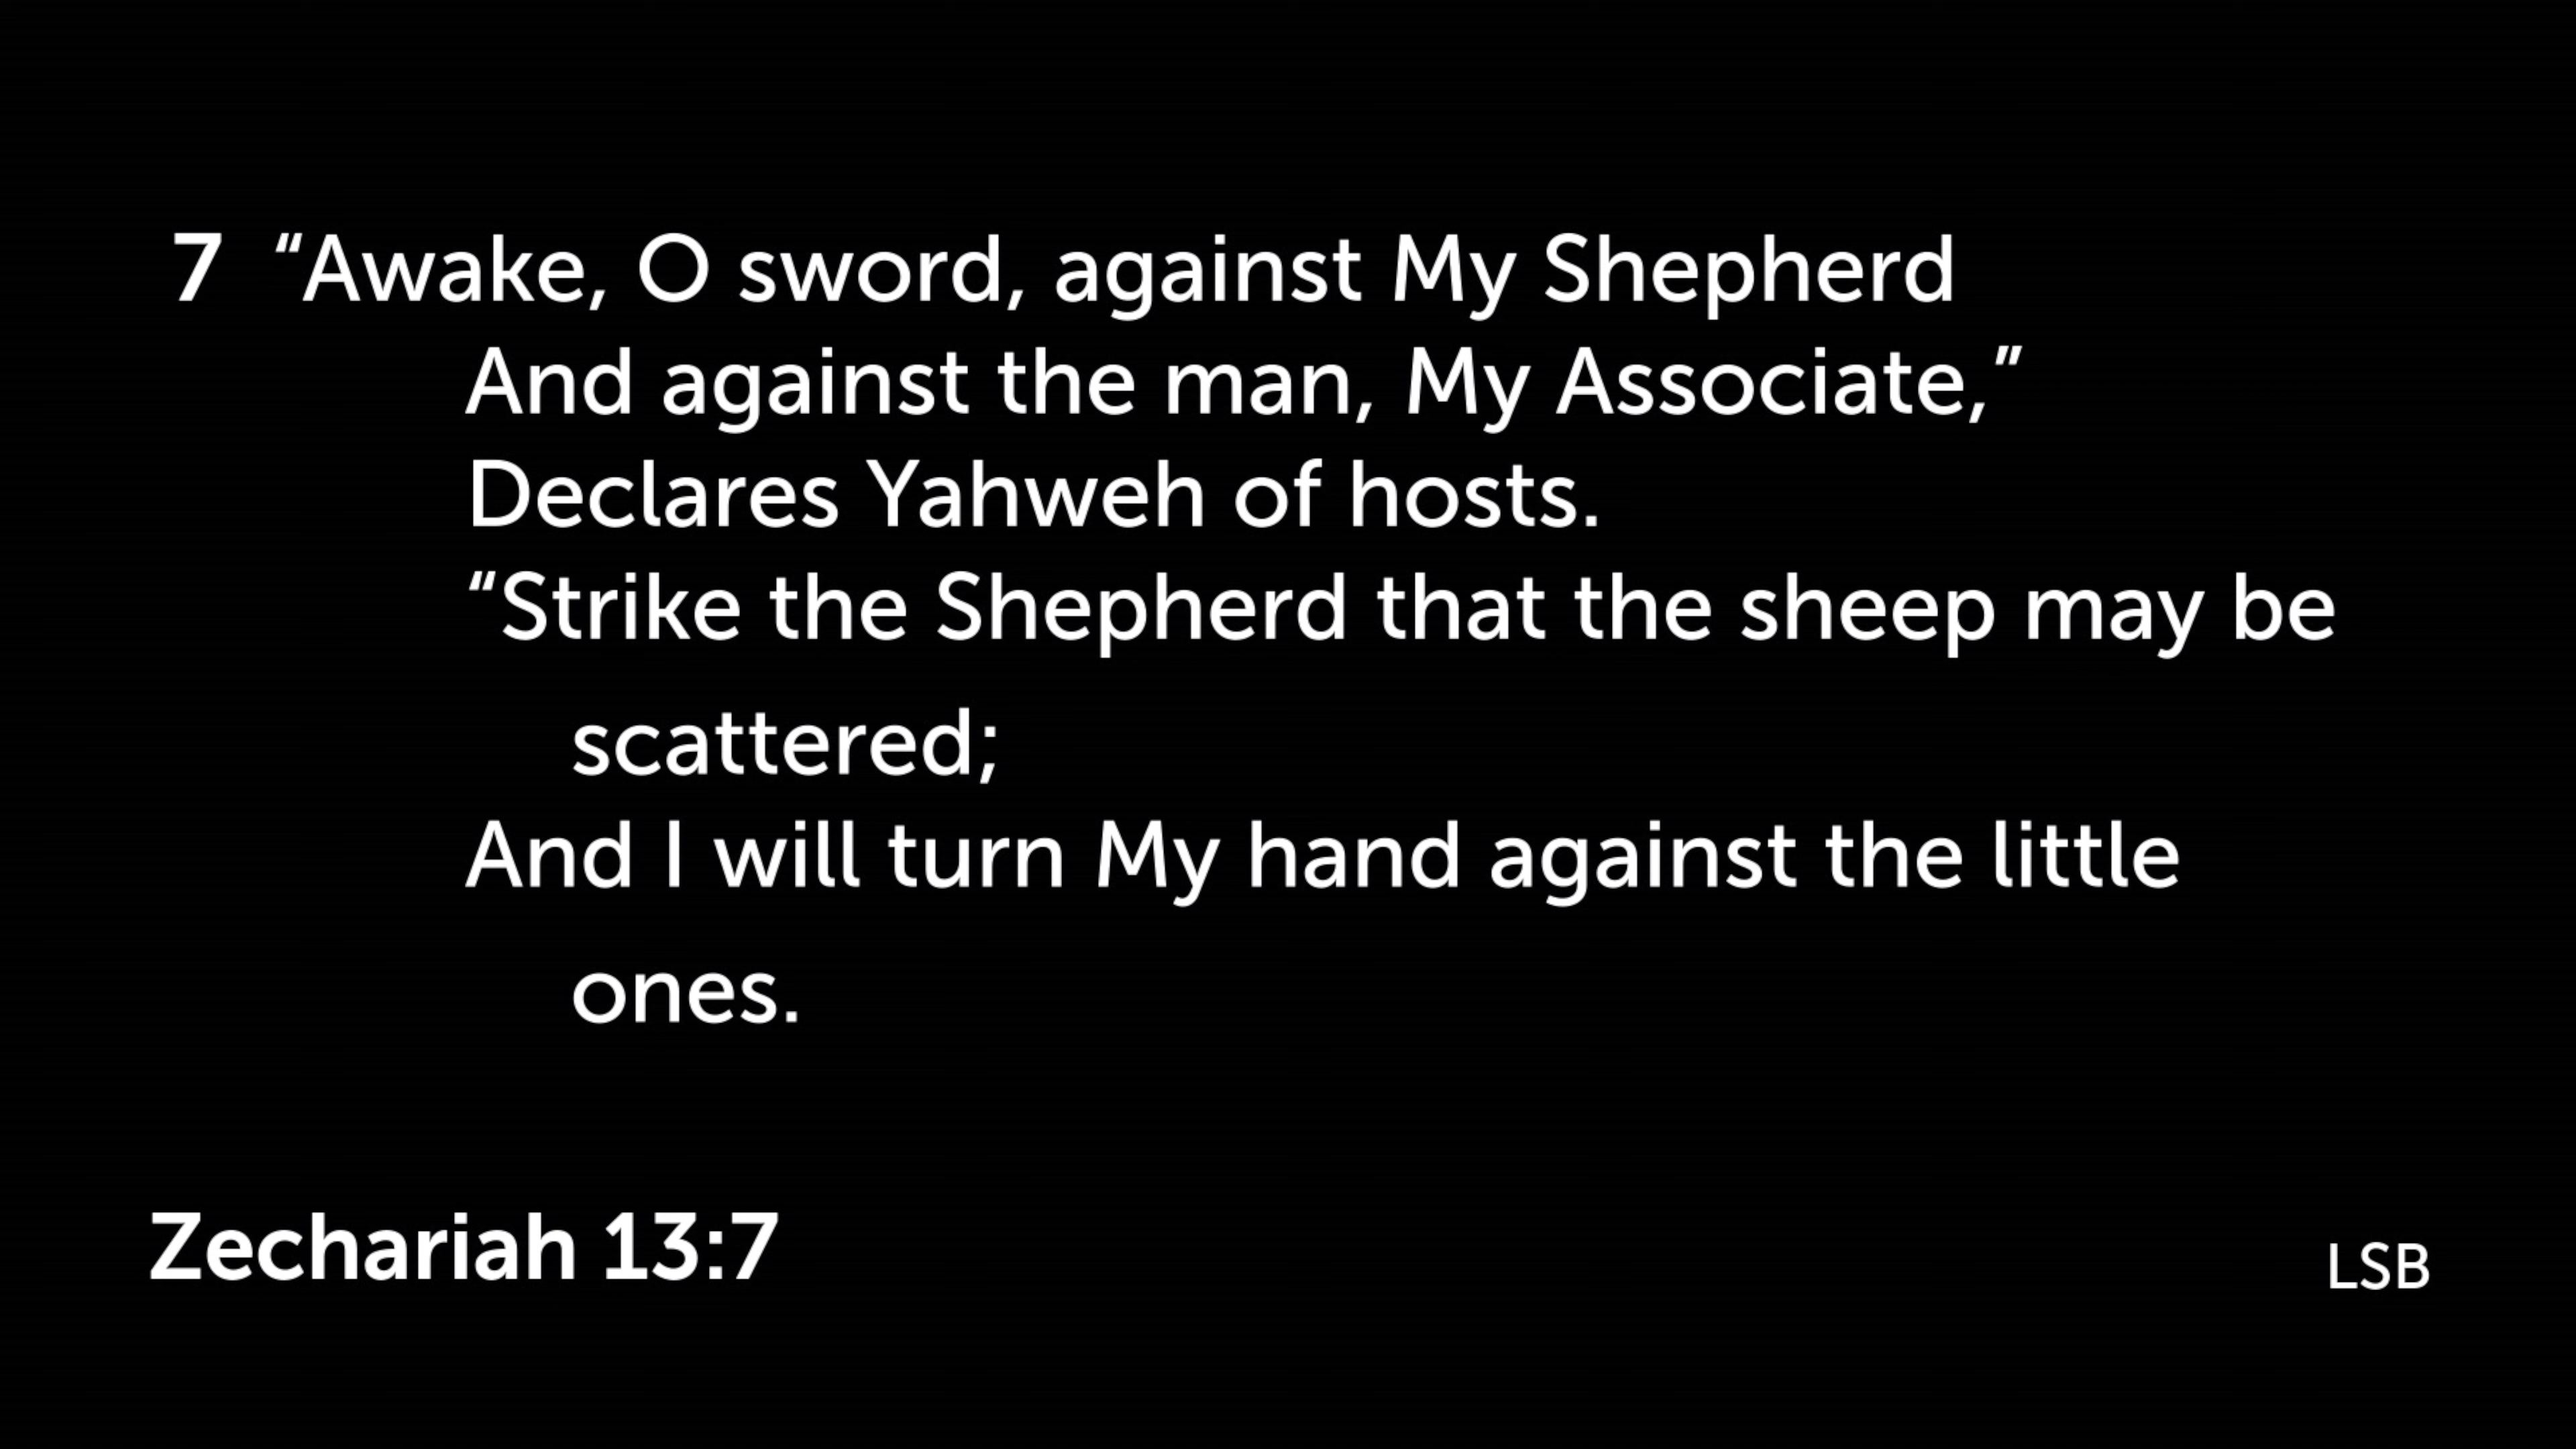 7 “Awake, O sword, against My Shepherd
And against the man, My Associate,”
Declares Yahweh of hosts.
“Strike the Shepherd that the sheep may be
scattered;
And I will turn My hand against the little
ones.
Zechariah 13:7
LSB